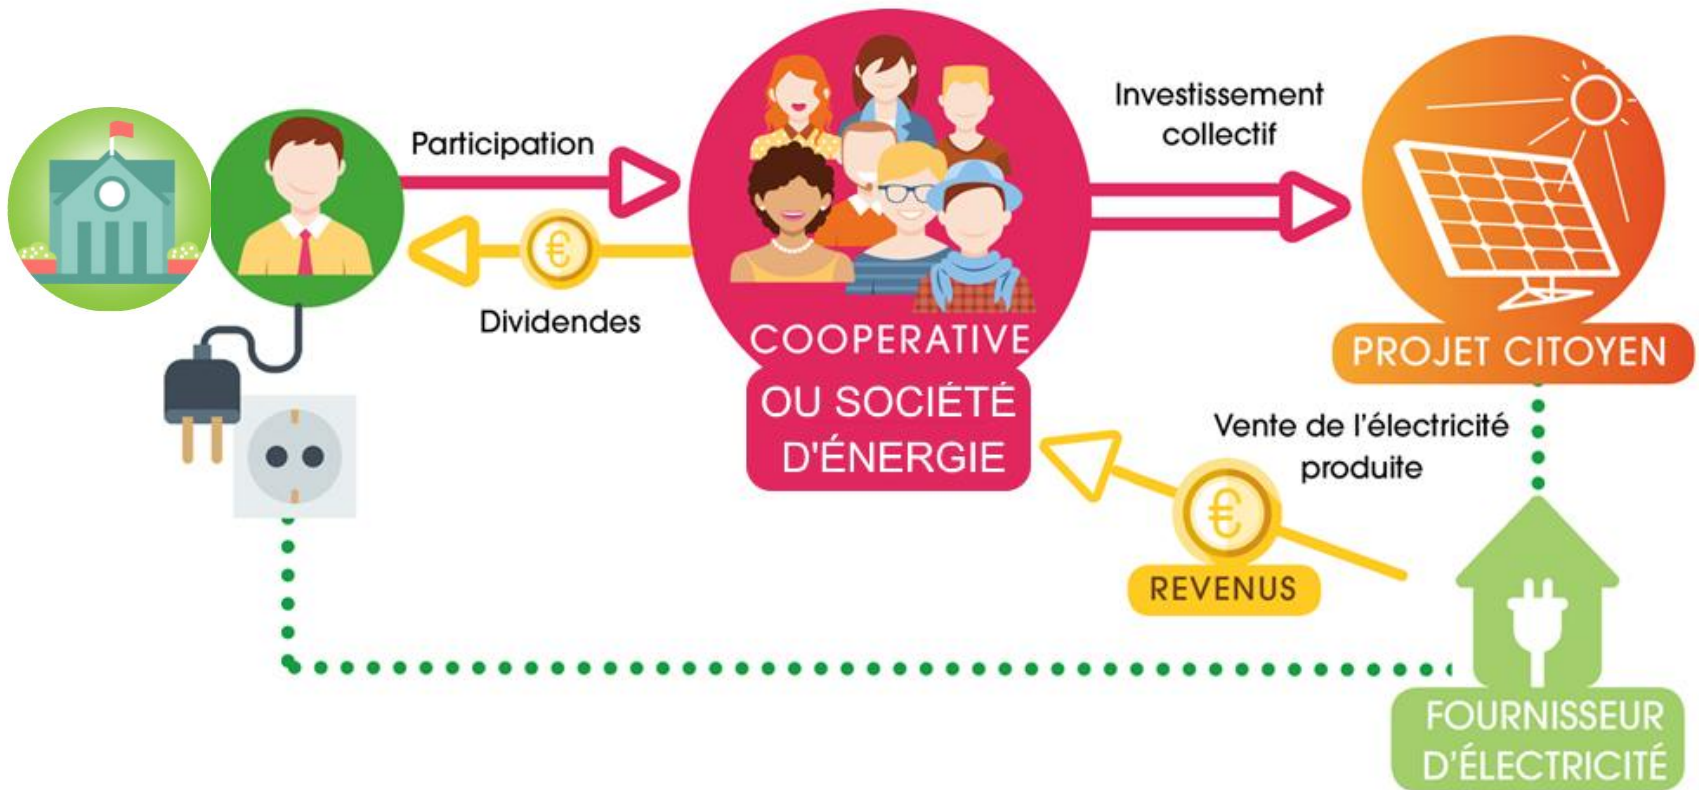 Participation
Dividendes
COOPERATIVE
OU SOCIÉTÉ
D'ÉNERGIE
Investissement
collectif
PROJET CITOYEN
Vente de l'électricité
produite
€
€
REVENUS
FOURNISSEUR
D'ÉLECTRICITÉ